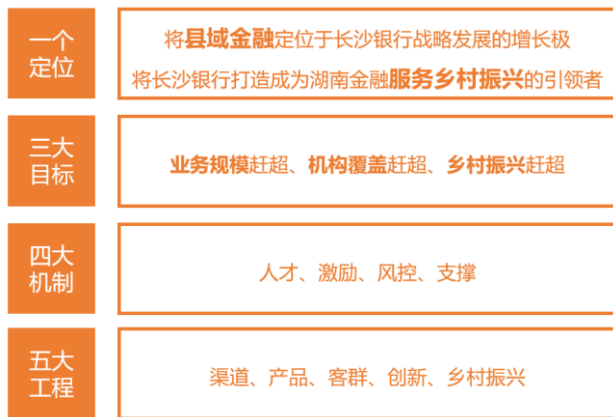 一个
定位
将县域金融定位于长沙银行战略发展的增长极
将长沙银行打造成为湖南金融服务乡村振兴的引领者
三大
目标
业务规模赶超、机构覆盖赶超、乡村振兴赶超
四大
机制
人才、激励、风控、支撑
五大
工程
渠道、产品、客群、创新、乡村振兴